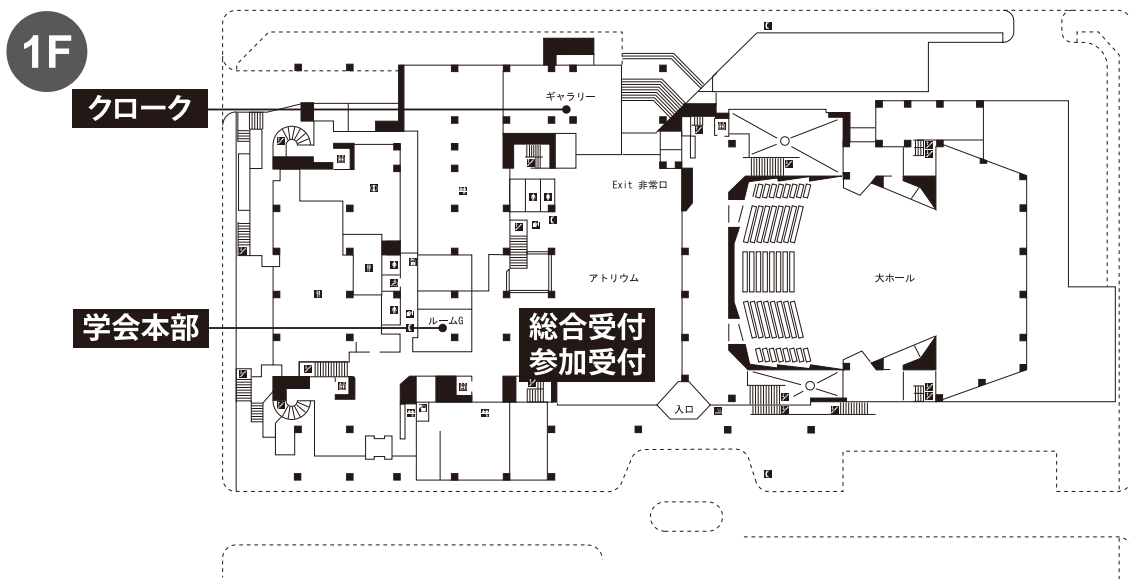 1F
クローク
ギャラリー
Exit 非常口
アトリウム
大ホール
学会本部
ルームG
総合受付
参加受付
入口